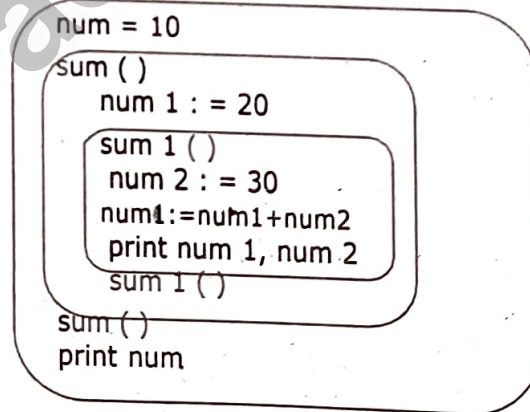 num = 10
sum ( )
num 1 : = 20
sum 1 ( )
num 2 : = 30
num1:=num1+num2
print num 1, num 2
sum 1 ( )
sum ( )
print num